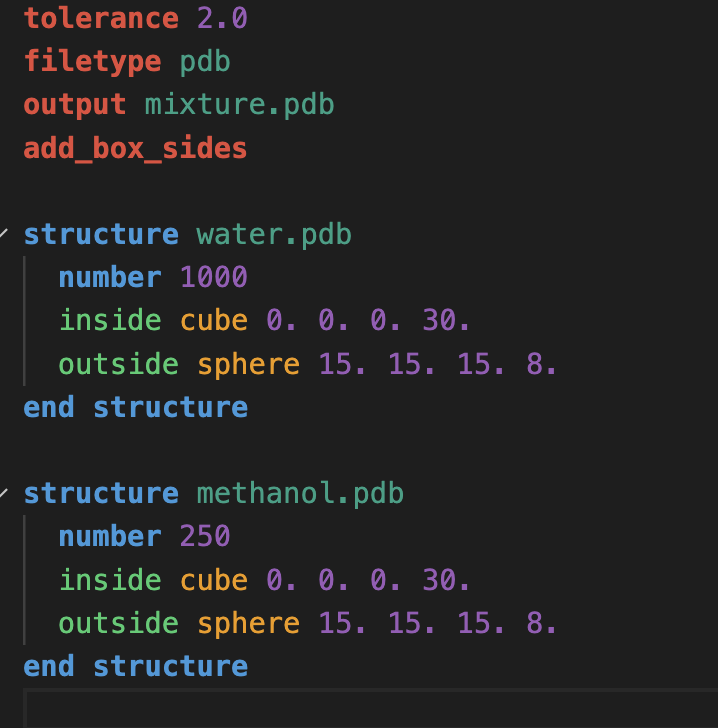 tolerance 2.0
filetype pdb
output mixture.pdb
add_box_sides
structure water.pdb
number 1000
inside cube 0. 0. 0. 30.
outside sphere 15. 15. 15. 8.
end structure
structure methanol.pdb
number 250
inside cube 0. 0. 0. 30.
outside sphere 15. 15. 15. 8.
end structure